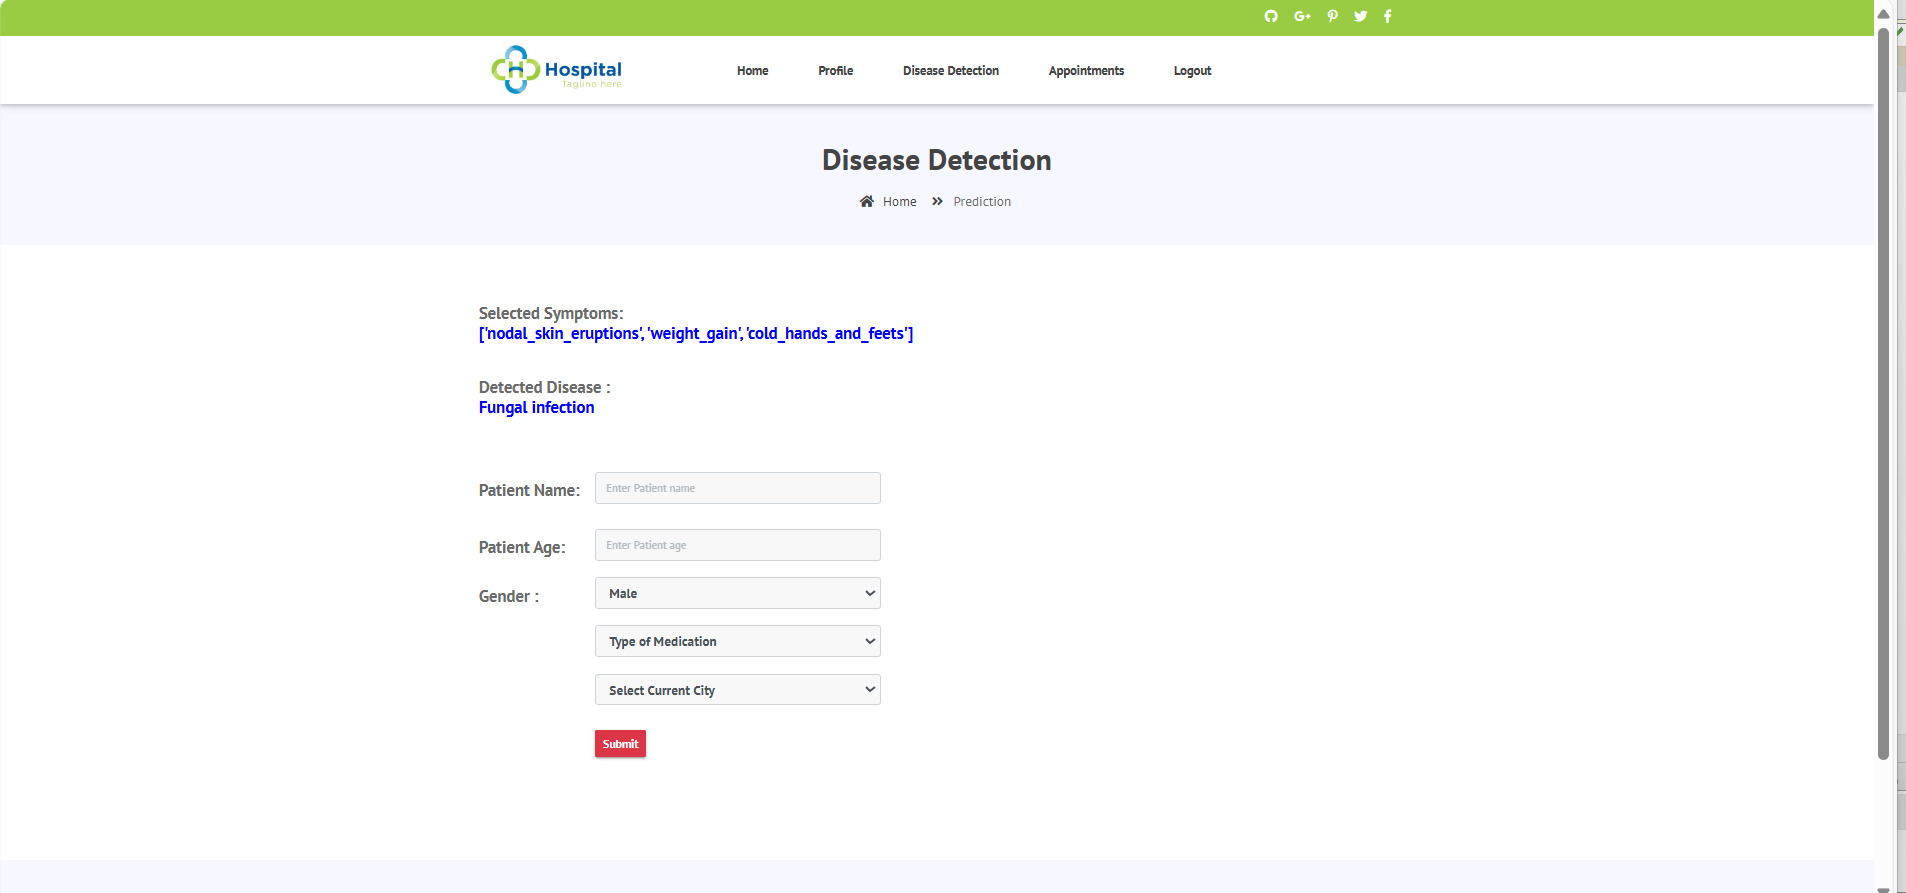 Hospital
Tagline here
Home Profile Disease Detection Appointments Logout
Disease Detection
Home » Prediction
Selected Symptoms:
['nodal_skin_eruptions', 'weight_gain', 'cold_hands_and_feets']
Detected Disease :
Fungal infection
Patient Name: Enter Patient name
Patient Age: Enter Patient age
Gender : Male
Type of Medication
Select Current City
Submit